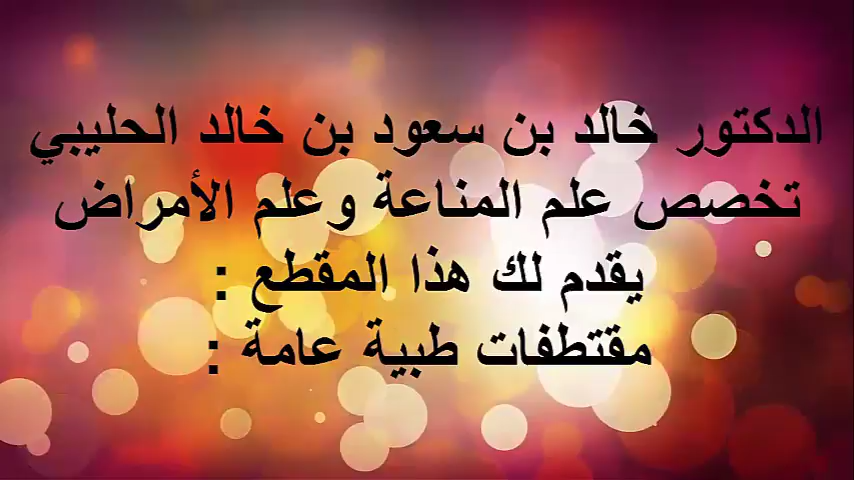 الدكتور خالد بن سعود بن خالد الحليبي
تخصص علم المناعة وعلم الأمراض
يقدم لك هذا المقطع :
مقتطفات طبية عامة :